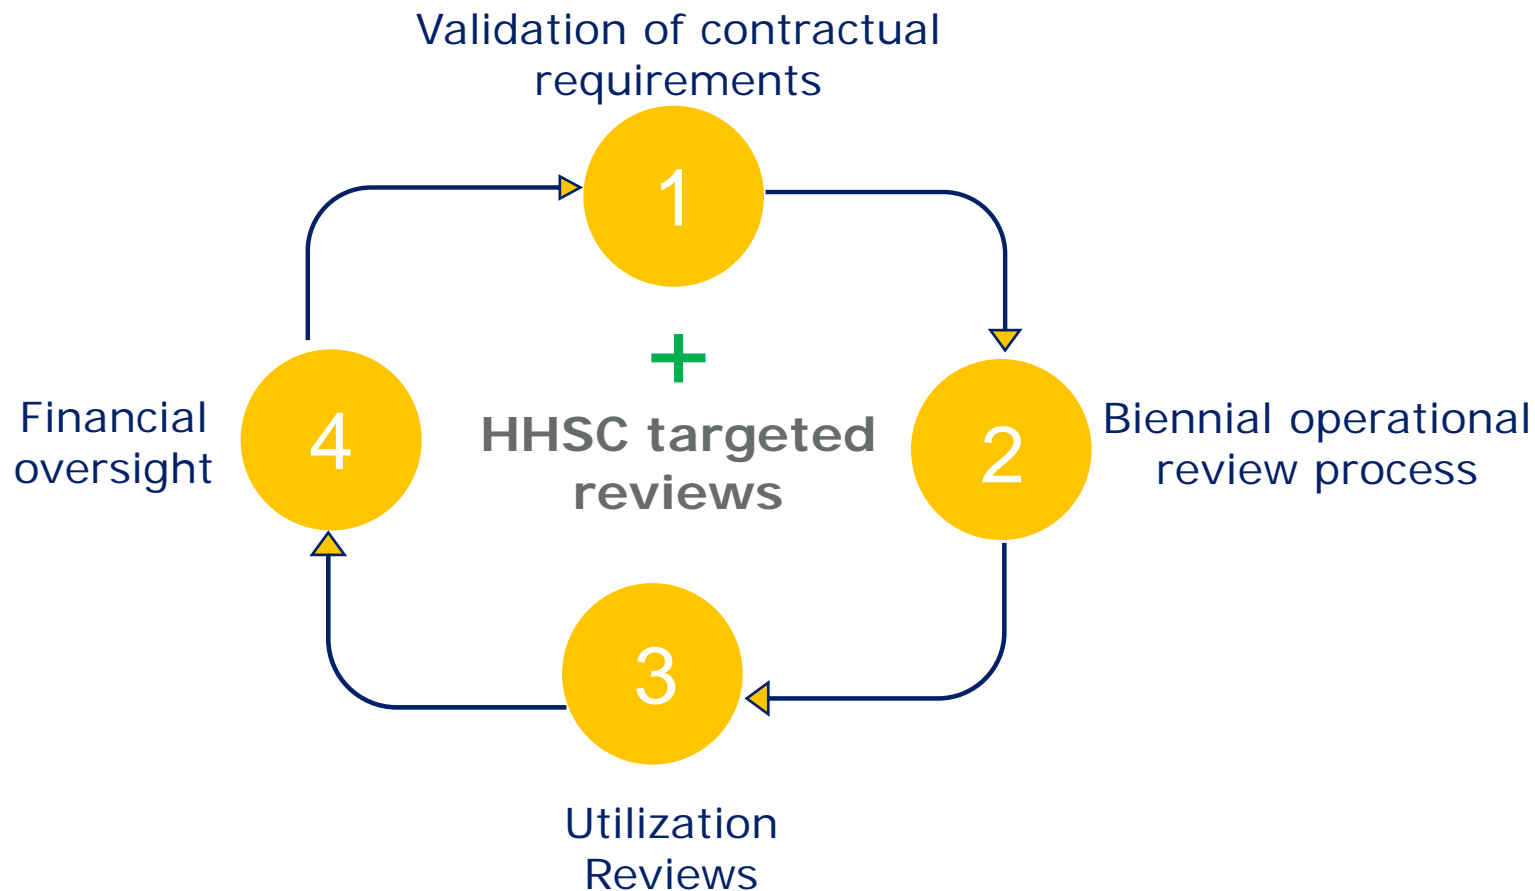 Validation of contractual
requirements
1
+
HHSC targeted
reviews
Financial
oversight
4
2
Biennial operational
review process
3
Utilization
Reviews